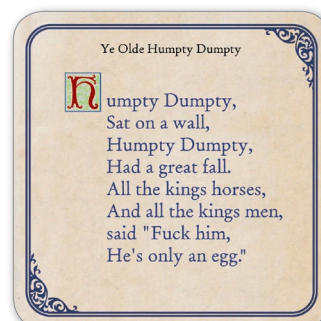 Ye Olde Humpty Dumpty
Humpty Dumpty,
Sat on a wall,
Humpty Dumpty,
Had a great fall.
All the kings horses,
And all the kings men,
said "Fuck him,
He's only an egg."